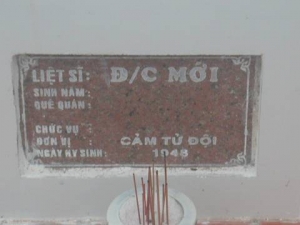 LIỆT SĨ: Đ/C MỚI
SINH NĂM:
QUÊ QUÁN:
CHỨC VỤ :
ĐƠN VỊ : CẢM TỬ ĐỘI
NGÀY HY SINH: 1948